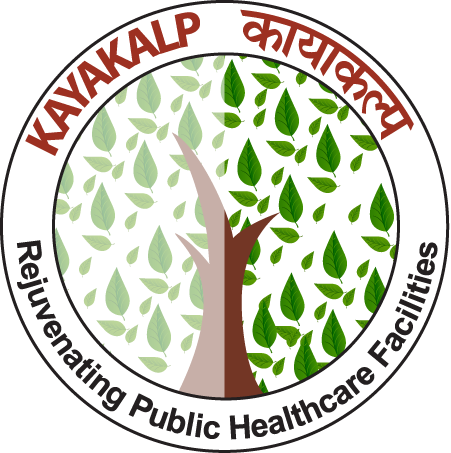 KAYAKALP कायाकल्प
Rejuvenating Public Healthcare Facilities